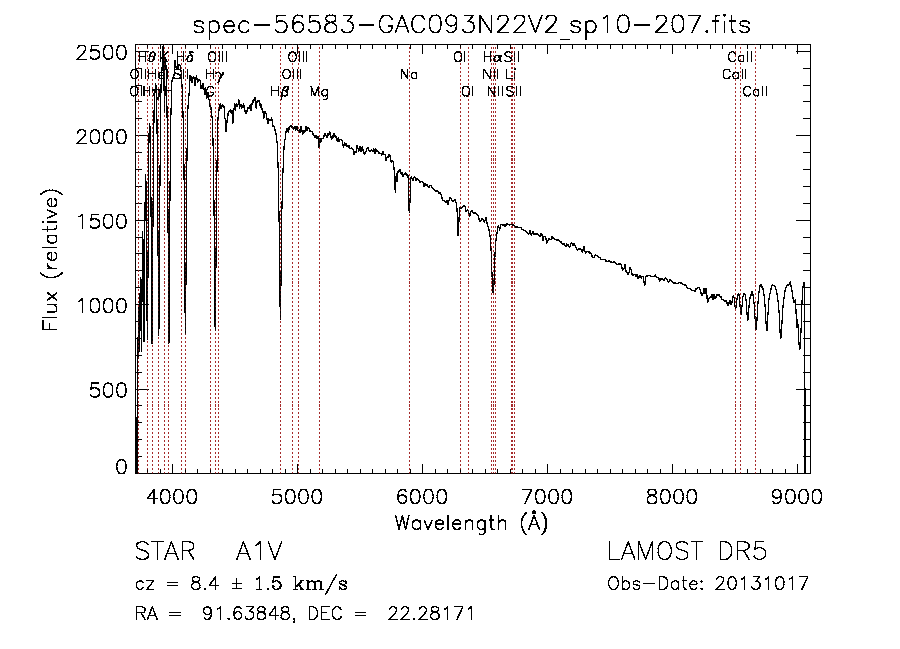 spec-56583-GAC093N22V2_sp10-207.fits
Hθ K Hδ OIII OIII OI Hα SII CaII
Hγ OIII NII L CaII
G Hβ Mg OI NII SII CaII
Na
2500
2000
1500
1000
500
0
Flux (relative)
4000 5000 6000 7000 8000 9000
Wavelength (Å)
STAR A1V LAMOST DR5
cz = 8.4 ± 1.5 km/s Obs-Date: 20131017
RA = 91.63848, DEC = 22.28171